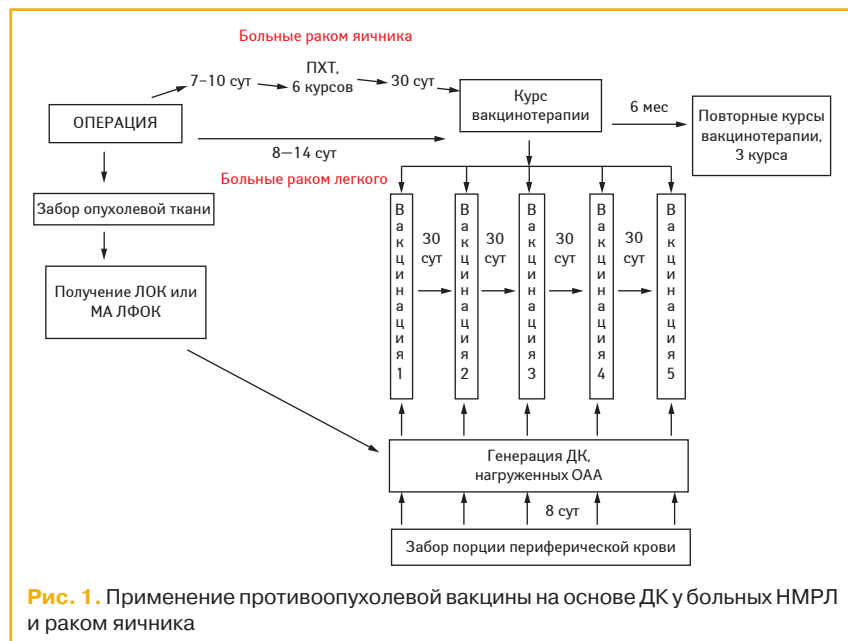 Больные раком яичника
7–10 сут
ПХТ,
6 курсов
30 сут
Курс
вакцинотерапии
6 мес
Повторные курсы
вакцинотерапии,
3 курса
ОПЕРАЦИЯ
8—14 сут
Больные раком легкого
Забор опухолевой ткани
Получение ЛОК или
МА ЛФОК
Вакцинация 1
30
сут
Вакцинация 2
30
сут
Вакцинация 3
30
сут
Вакцинация 4
30
сут
Вакцинация 5
Генерация ДК,
нагруженных ОАА
8 сут
Забор порции периферической крови
Рис. 1. Применение противоопухолевой вакцины на основе ДК у больных НМРЛ
и раком яичника